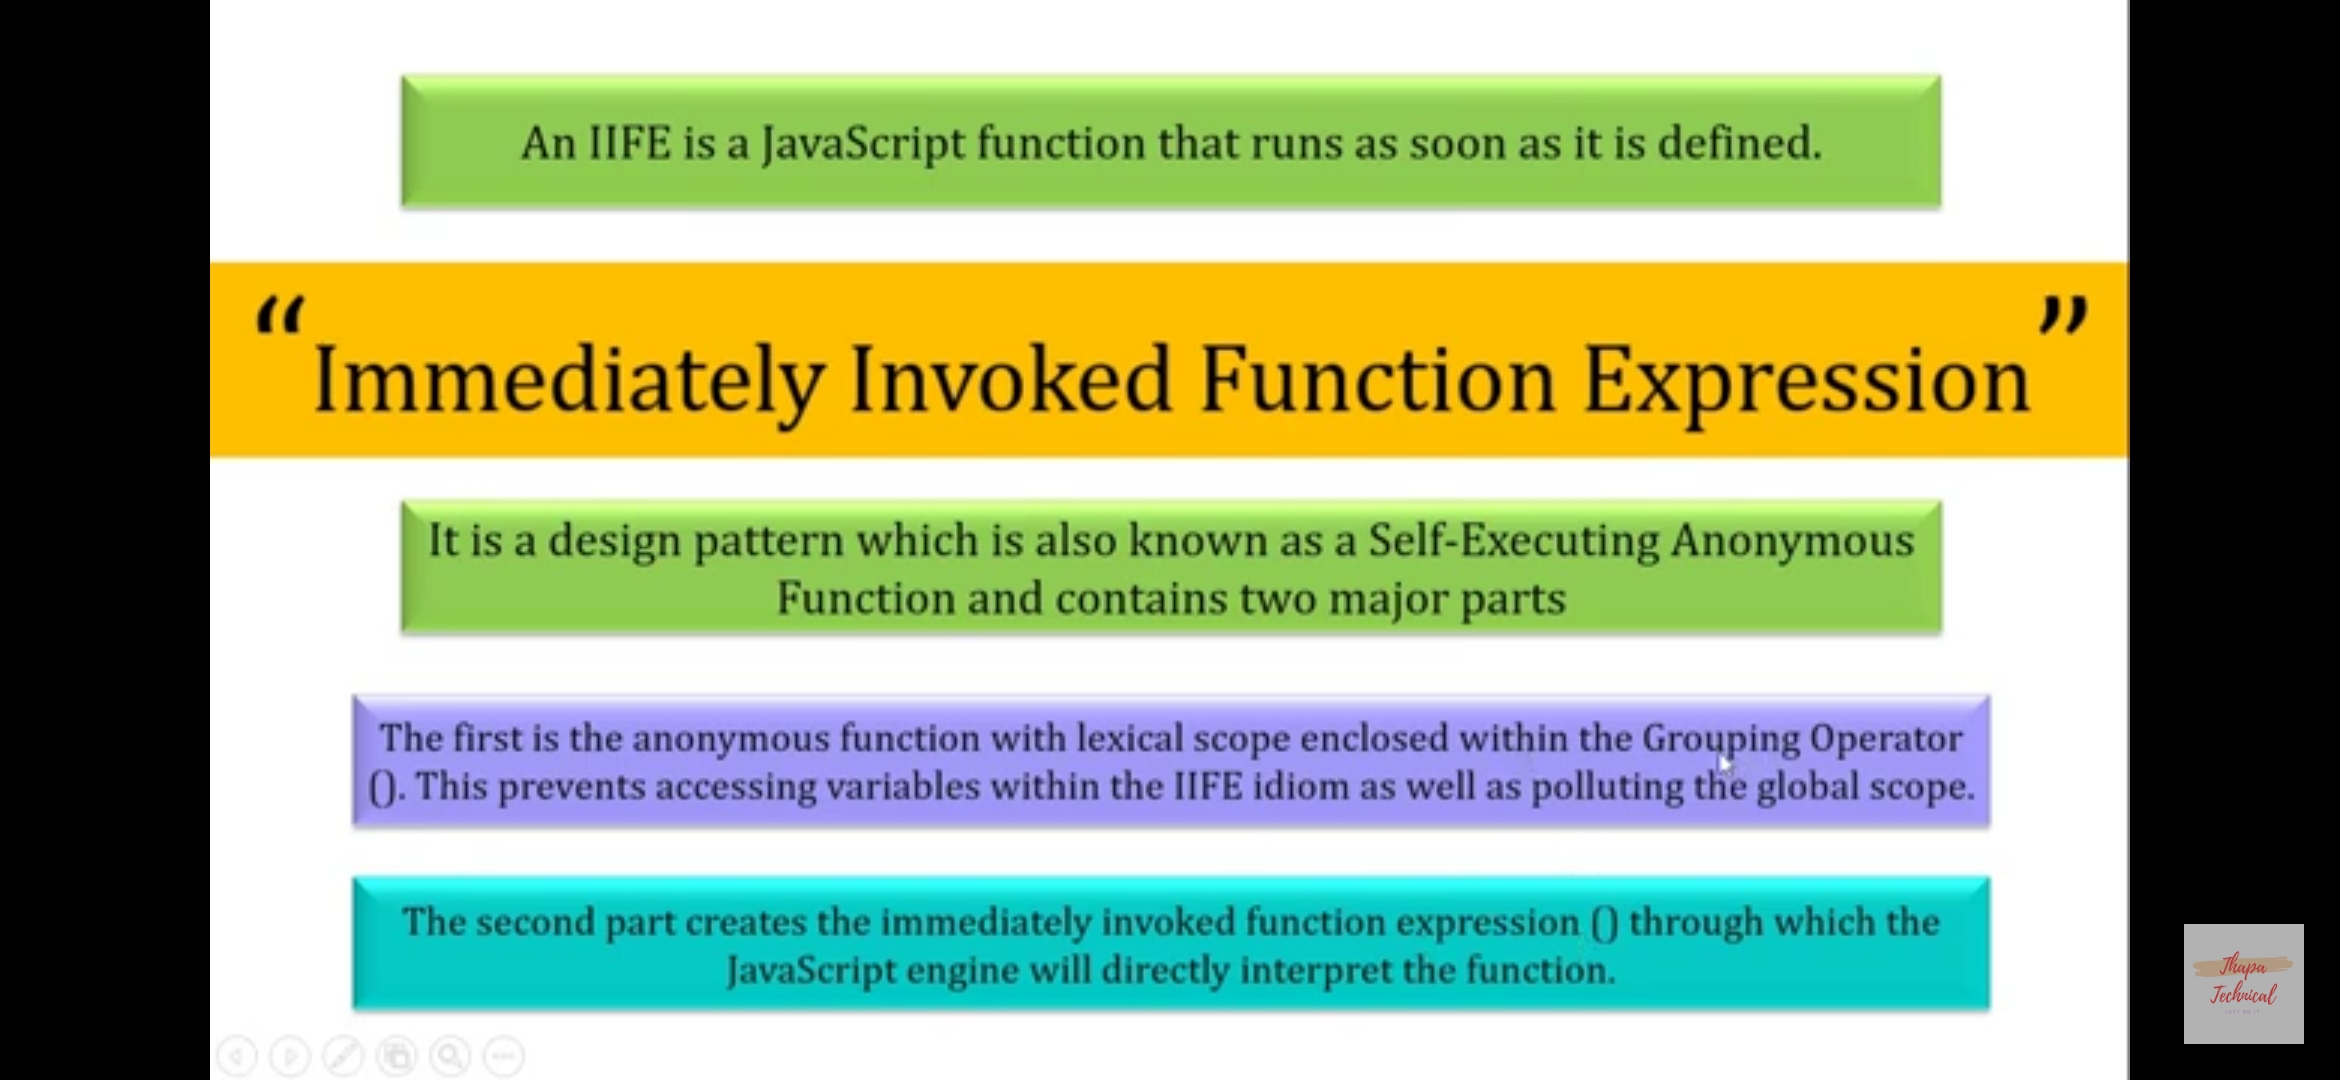 An IIFE is a JavaScript function that runs as soon as it is defined.
“Immediately Invoked Function Expression”
It is a design pattern which is also known as a Self-Executing Anonymous
Function and contains two major parts
The first is the anonymous function with lexical scope enclosed within the Grouping Operator
(). This prevents accessing variables within the IIFE idiom as well as polluting the global scope.
The second part creates the immediately invoked function expression () through which the
JavaScript engine will directly interpret the function.
Thapa
Technical